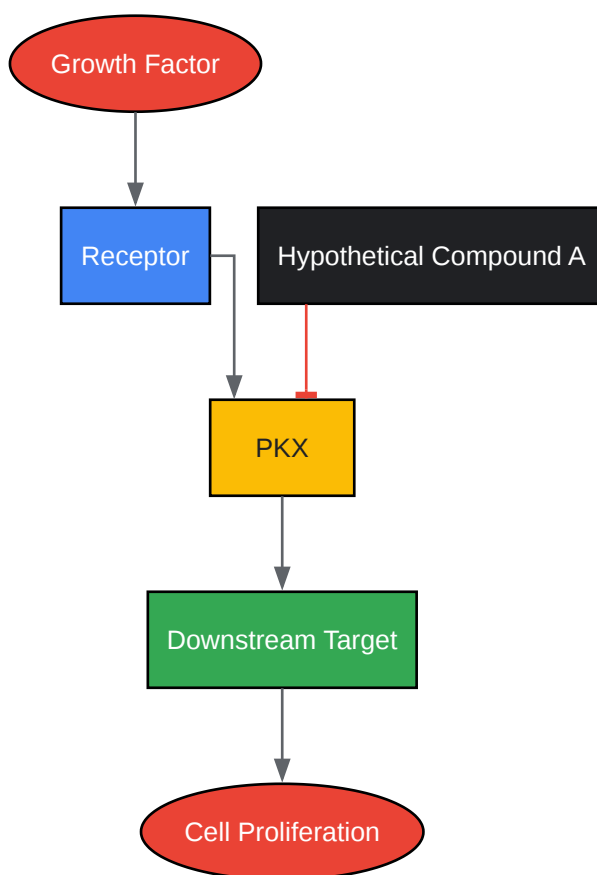 Growth Factor
Receptor
Hypothetical Compound A
PKX
Downstream Target
Cell Proliferation